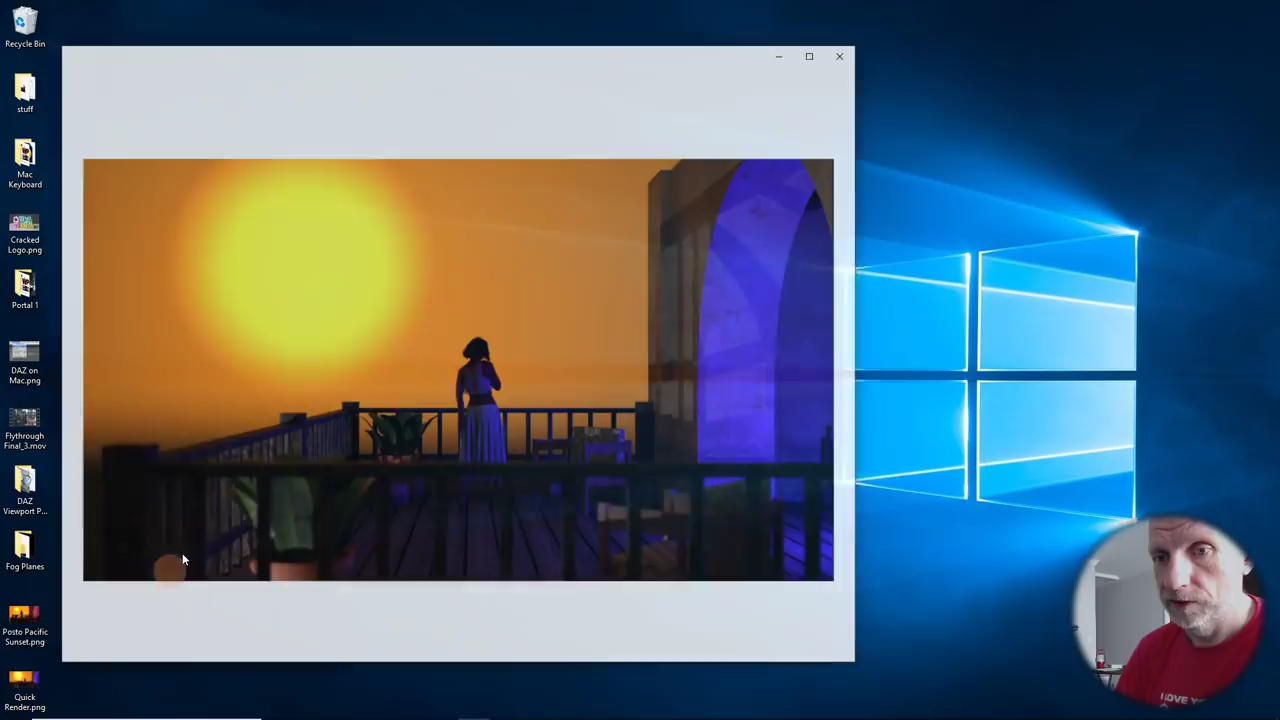 Recycle Bin
stuff
Mac
Keyboard
Cracked
Logo.png
Portal 1
DAZ on
Mac.png
Flythrough
Final_3.mov
DAZ
Viewport P...
Fog Planes
Posto Pacific
Sunset.png
Quick
Render.png
I LOVE